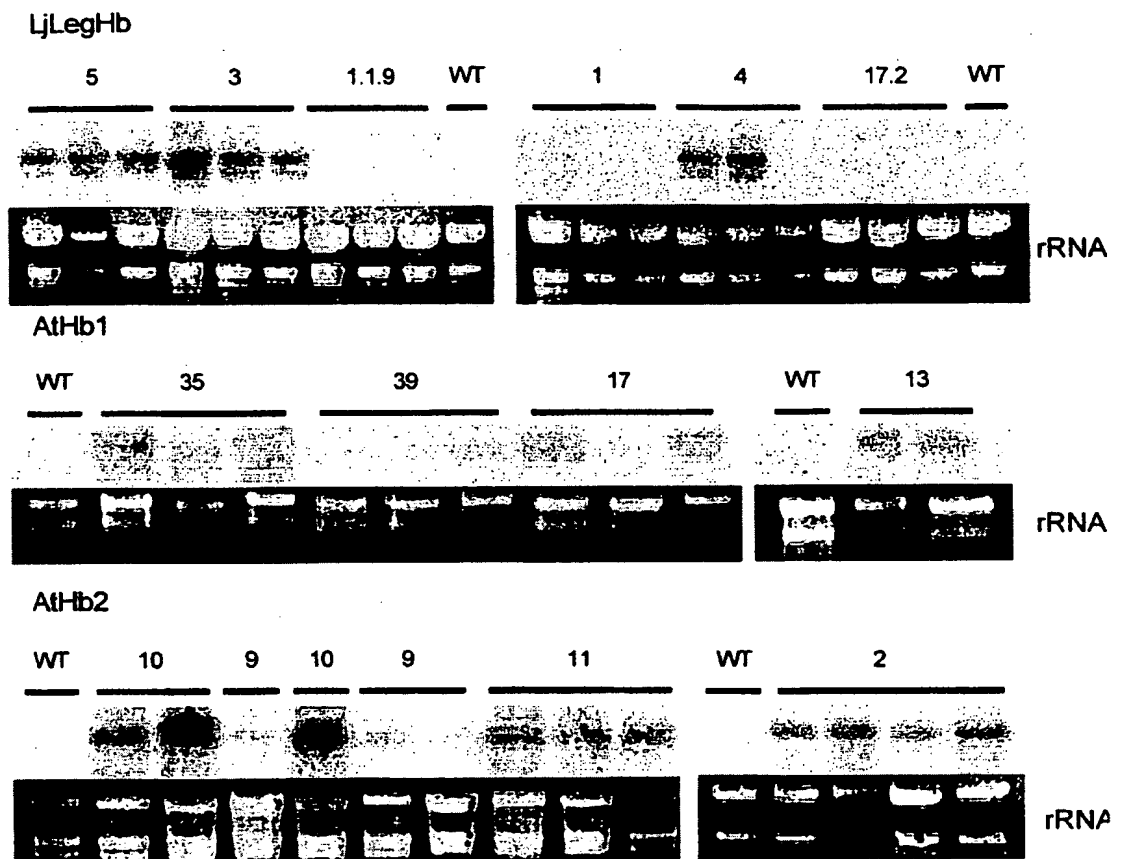 LjLegHb
5 3 1.1.9 WT 1 4 17.2 WT
rRNA
AtHb1
WT 35 39 17 WT 13
rRNA
AtHb2
WT 10 9 10 9 11 WT 2
rRNA